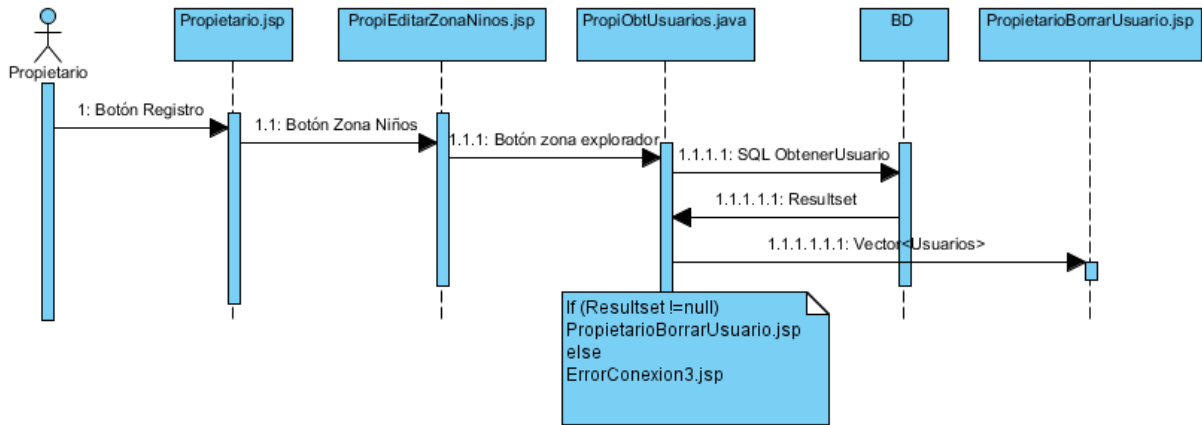 Propietario.jsp
PropiEditarZonaNinos.jsp
PropiObtUsuarios.java
BD
PropietarioBorrarUsuario.jsp
Propietario
1: Botón Registro
1.1: Botón Zona Niños
1.1.1: Botón zona explorador
1.1.1.1: SQL ObtenerUsuario
1.1.1.1.1: Resultset
1.1.1.1.1.1: Vector<Usuarios>
If (Resultset !=null)
PropietarioBorrarUsuario.jsp
else
ErrorConexion3.jsp